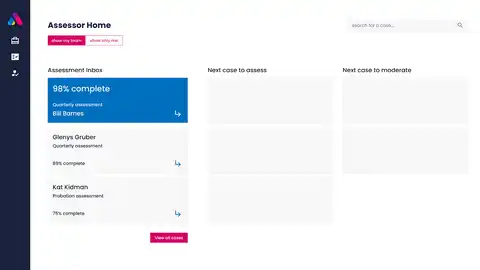 Assessor Home
search for a case...
show my team
show only me
Assessment Inbox
98% complete
Quarterly assessment
Bill Barnes
Glenys Gruber
Quarterly assessment
89% complete
Kat Kidman
Probation assessment
76% complete
View all cases
Next case to assess
Next case to moderate